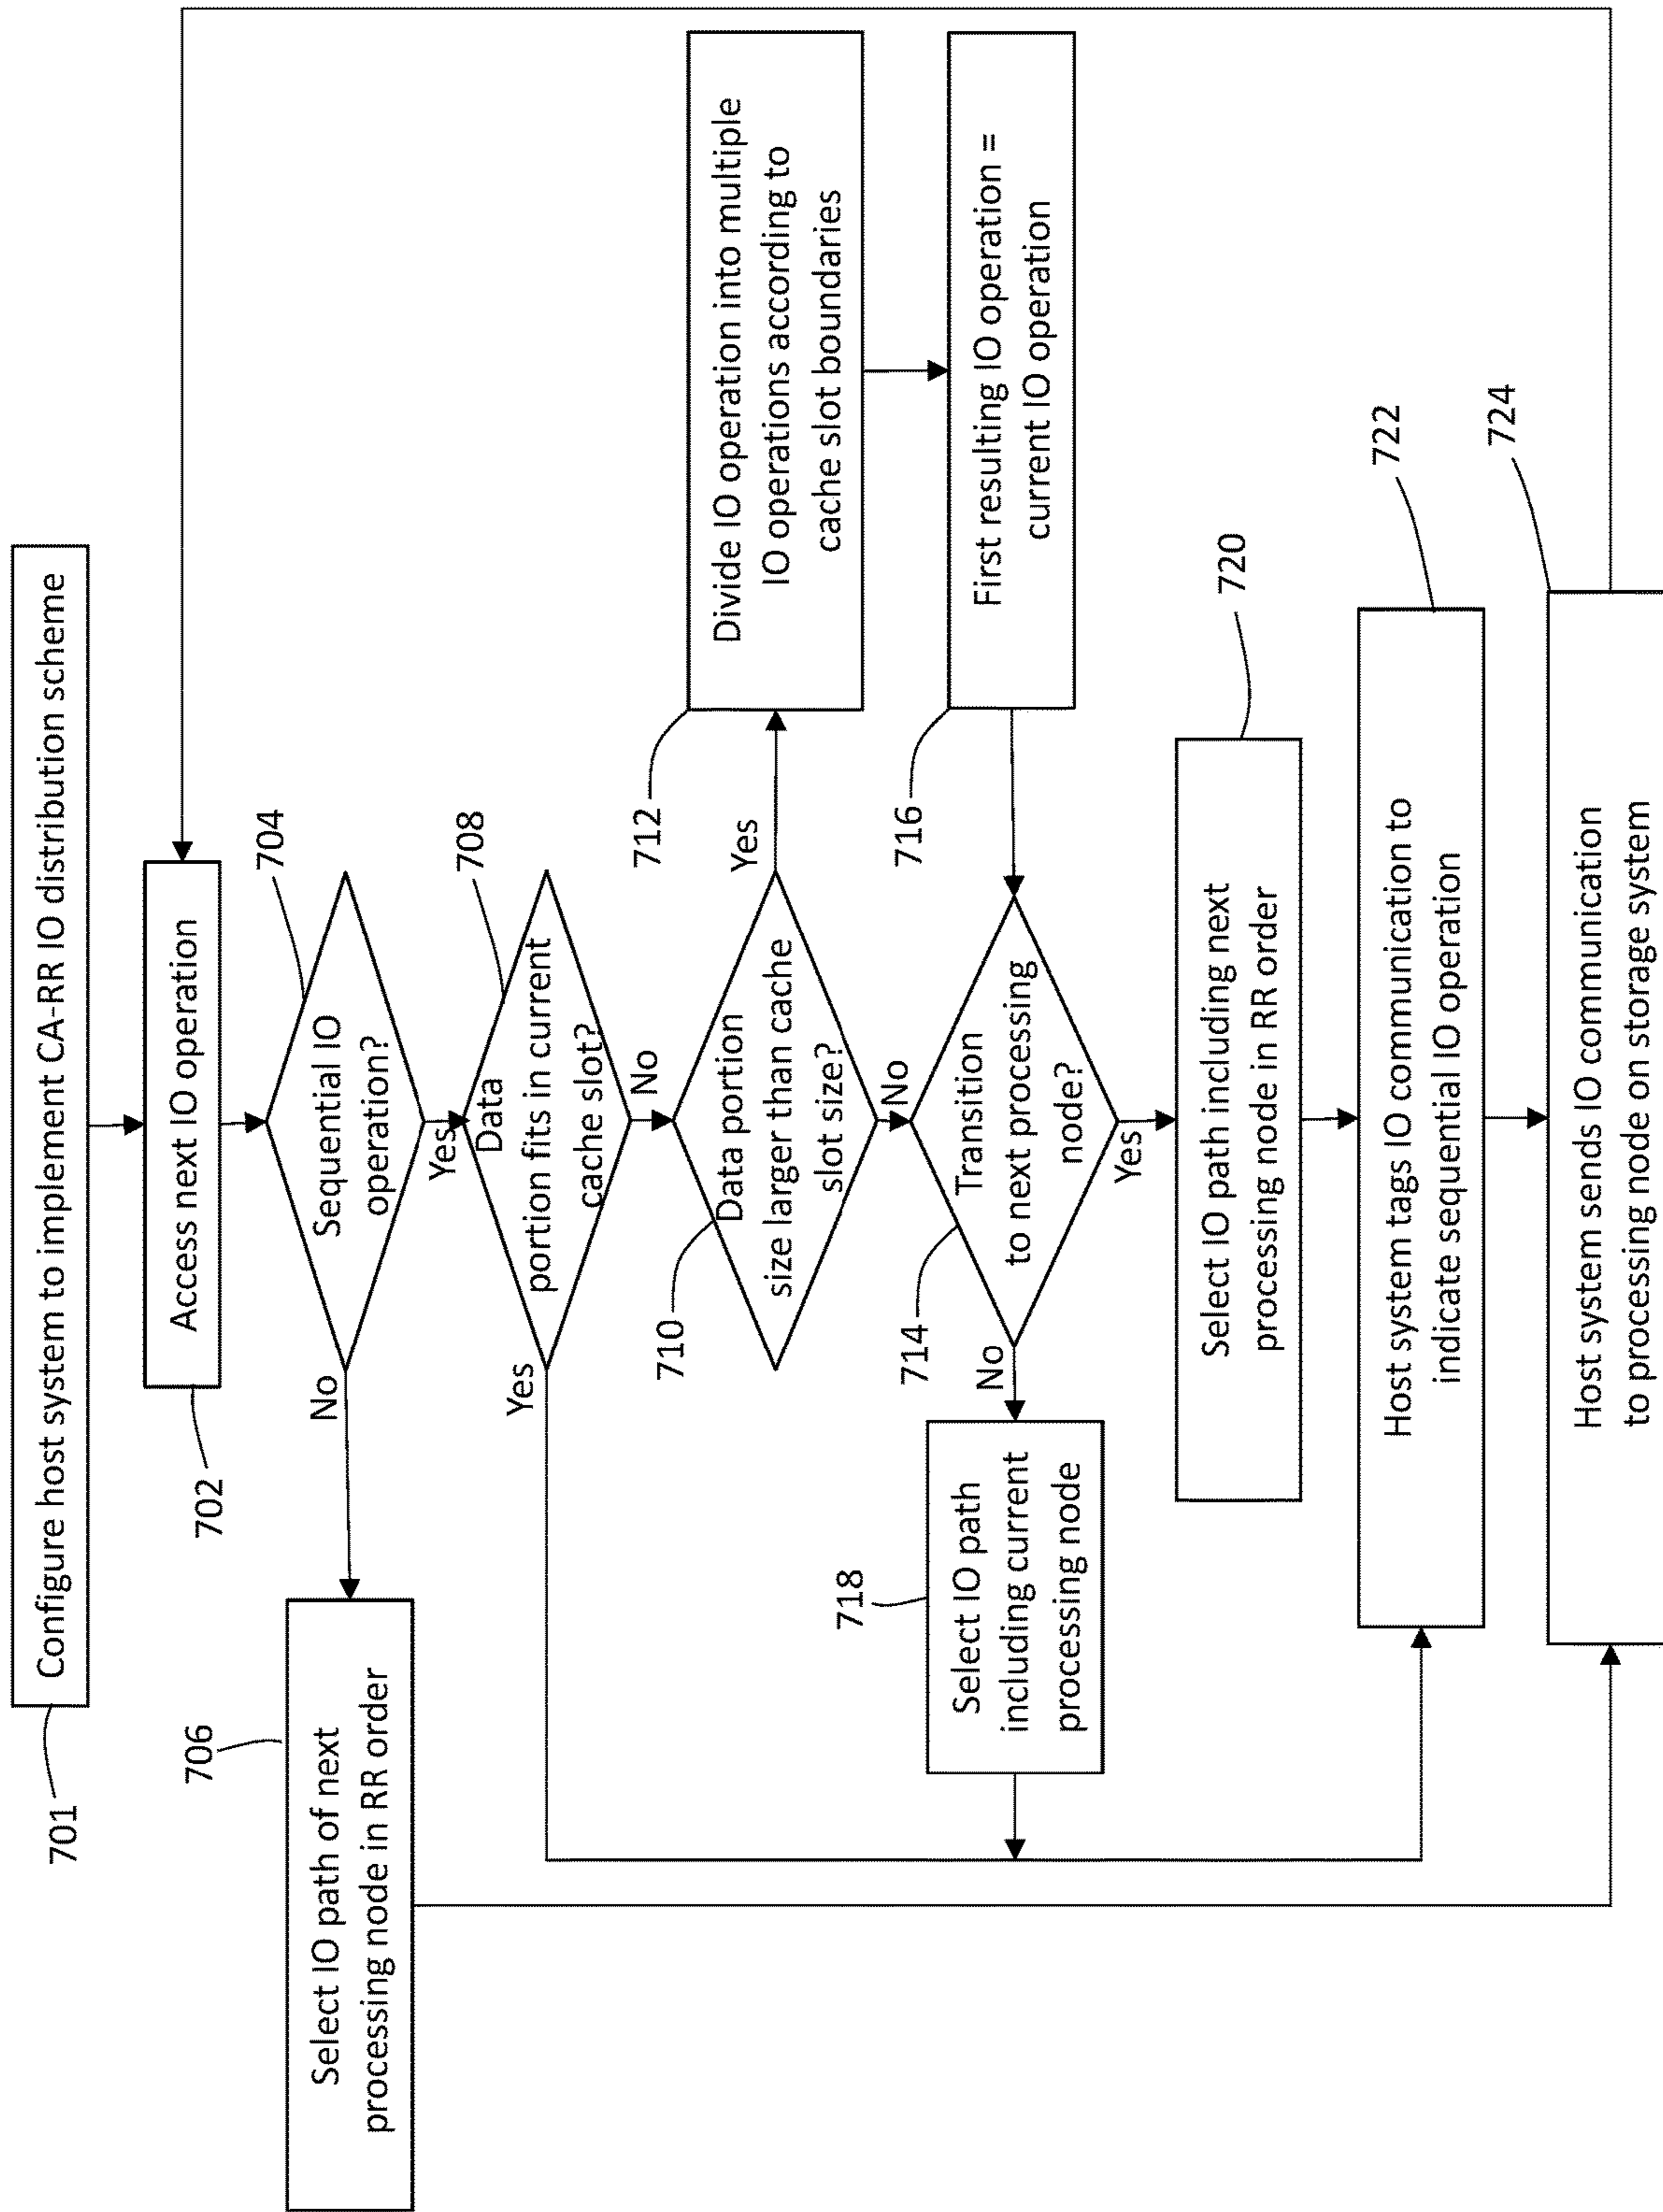 701
Configure host system to implement CA-RR IO distribution scheme
702
Access next IO operation
704
Sequential IO
operation?
No
Yes
706
Select IO path of next
processing node in RR order
708
Data
portion fits in current
cache slot?
Yes
No
710
Data portion
size larger than cache
slot size?
Yes
No
712
Divide IO operation into multiple
IO operations according to
cache slot boundaries
716
First resulting IO operation =
current IO operation
714
Transition
to next processing
node?
No
Yes
718
Select IO path
including current
processing node
720
Select IO path including next
processing node in RR order
722
Host system tags IO communication to
indicate sequential IO operation
724
Host system sends IO communication
to processing node on storage system